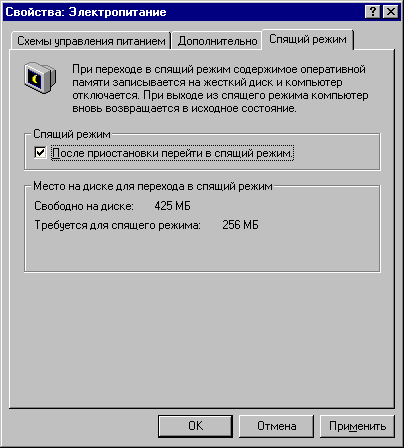 Свойства: Электропитание
Схемы управления питанием Дополнительно Спящий режим
При переходе в спящий режим содержимое оперативной
памяти записывается на жесткий диск и компьютер
отключается. При выходе из спящего режима компьютер
вновь возвращается в исходное состояние.
Спящий режим
После приостановки перейти в спящий режим.
Место на диске для перехода в спящий режим
Свободно на диске: 425 МБ
Требуется для спящего режима: 256 МБ
OK Отмена Применить